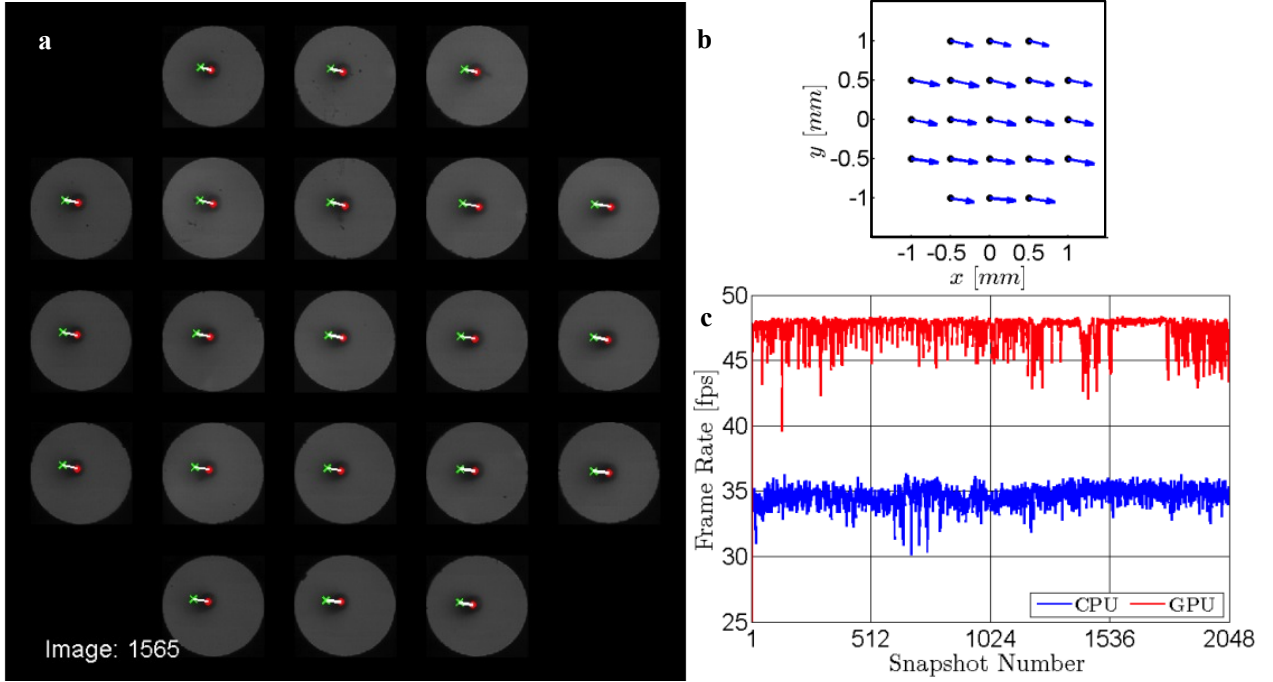 a
Image: 1565
b
1
0.5
0
-0.5
-1
y [mm]
-1 -0.5 0 0.5 1
x [mm]
c
50
45
40
35
30
25
Frame Rate [fps]
CPU GPU
1 512 1024 1536 2048
Snapshot Number